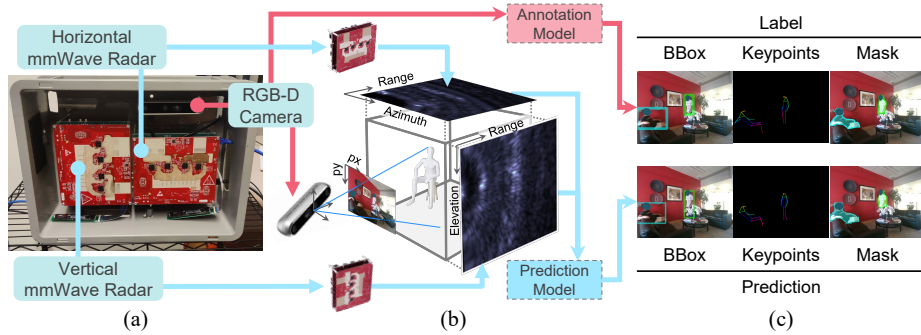 Horizontal
mmWave Radar
RGB-D
Camera
Vertical
mmWave Radar
(a)
Range
Azimuth
Range
Elevation
px
py
(b)
Annotation
Model
Prediction
Model
Label
BBox Keypoints Mask
BBox Keypoints Mask
Prediction
(c)